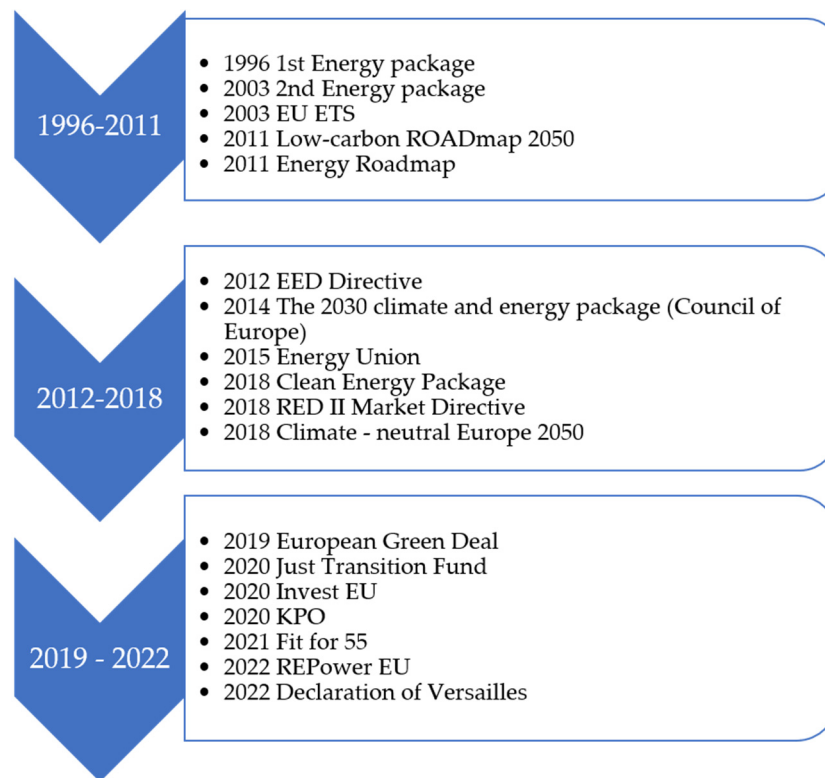 1996-2011
• 1996 1st Energy package
• 2003 2nd Energy package
• 2003 EU ETS
• 2011 Low-carbon ROADmap 2050
• 2011 Energy Roadmap
2012-2018
• 2012 EED Directive
• 2014 The 2030 climate and energy package (Council of
Europe)
• 2015 Energy Union
• 2018 Clean Energy Package
• 2018 RED II Market Directive
• 2018 Climate - neutral Europe 2050
2019 - 2022
• 2019 European Green Deal
• 2020 Just Transition Fund
• 2020 Invest EU
• 2020 KPO
• 2021 Fit for 55
• 2022 REPower EU
• 2022 Declaration of Versailles